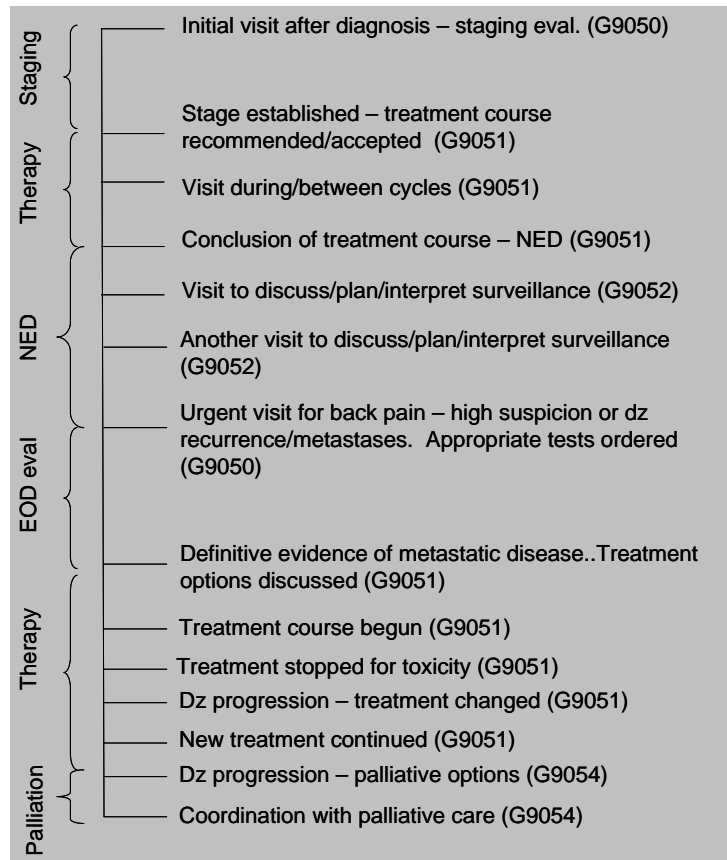 Staging
Initial visit after diagnosis – staging eval. (G9050)
Stage established – treatment course
recommended/accepted (G9051)
Therapy
Visit during/between cycles (G9051)
Conclusion of treatment course – NED (G9051)
NED
Visit to discuss/plan/interpret surveillance (G9052)
Another visit to discuss/plan/interpret surveillance
(G9052)
Urgent visit for back pain – high suspicion or dz
recurrence/metastases. Appropriate tests ordered
(G9050)
EOD eval
Definitive evidence of metastatic disease..Treatment
options discussed (G9051)
Therapy
Treatment course begun (G9051)
Treatment stopped for toxicity (G9051)
Dz progression – treatment changed (G9051)
New treatment continued (G9051)
Palliation
Dz progression – palliative options (G9054)
Coordination with palliative care (G9054)